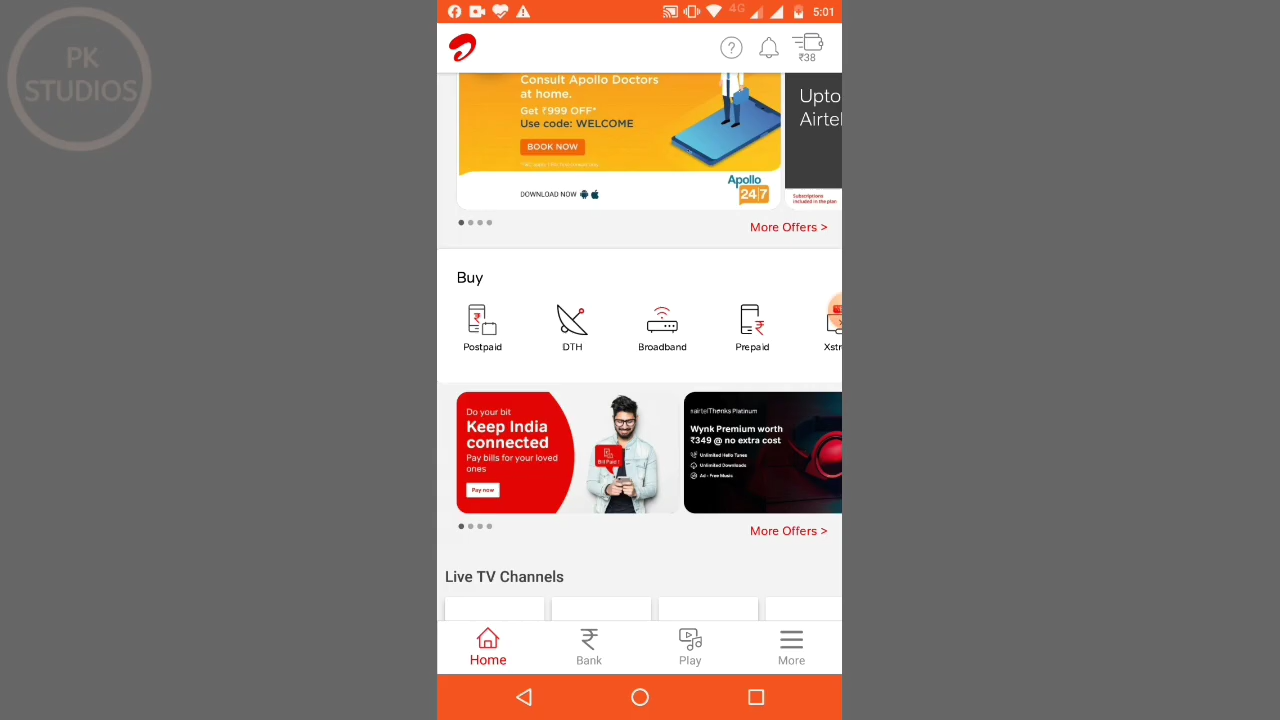 PK
STUDIOS
4G
5:01
₹38
Consult Apollo Doctors
at home.
Get ₹999 OFF*
Use code: WELCOME
BOOK NOW
DOWNLOAD NOW
Apollo
24|7
Upto
Airtel
Subscriptions
included in the plan
More Offers >
Buy
Postpaid
DTH
Broadband
Prepaid
Xstr
Do your bit
Keep India
connected
Pay bills for your loved
ones
Pay now
Bill Paid !
airtelThanks Platinum
Wynk Premium worth
₹349 @ no extra cost
Unlimited Hello Tunes
Unlimited Downloads
Ad - Free Music
More Offers >
Live TV Channels
Home
Bank
Play
More